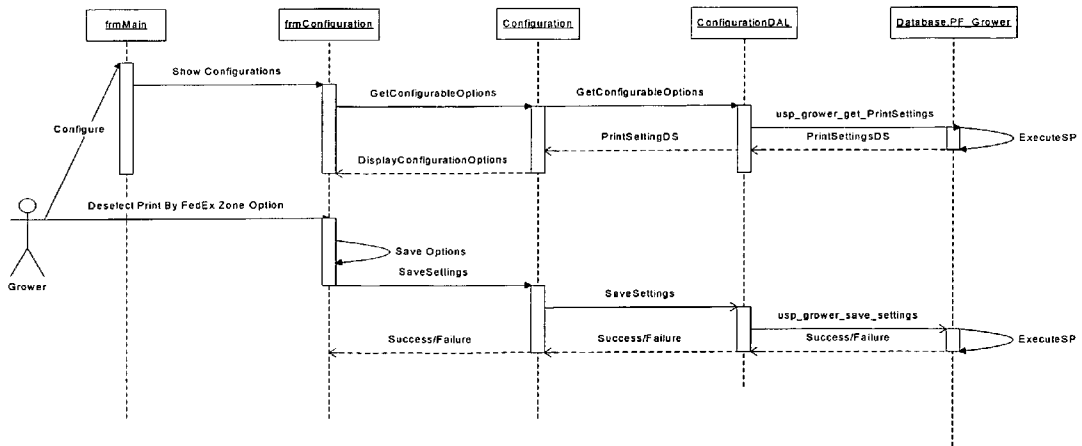 frmMain
frmConfiguration
Configuration
ConfigurationDAL
Database.PF_Grower
Show Configurations
GetConfigurableOptions
GetConfigurableOptions
usp_grower_get_PrintSettings
Configure
ExecuteSP
PrintSettingDS
PrintSettingsDS
DisplayConfigurationOptions
Deselect Print By FedEx Zone Option
Save Options
Grower
SaveSettings
SaveSettings
usp_grower_save_settings
Success/Failure
Success/Failure
Success/Failure
ExecuteSP